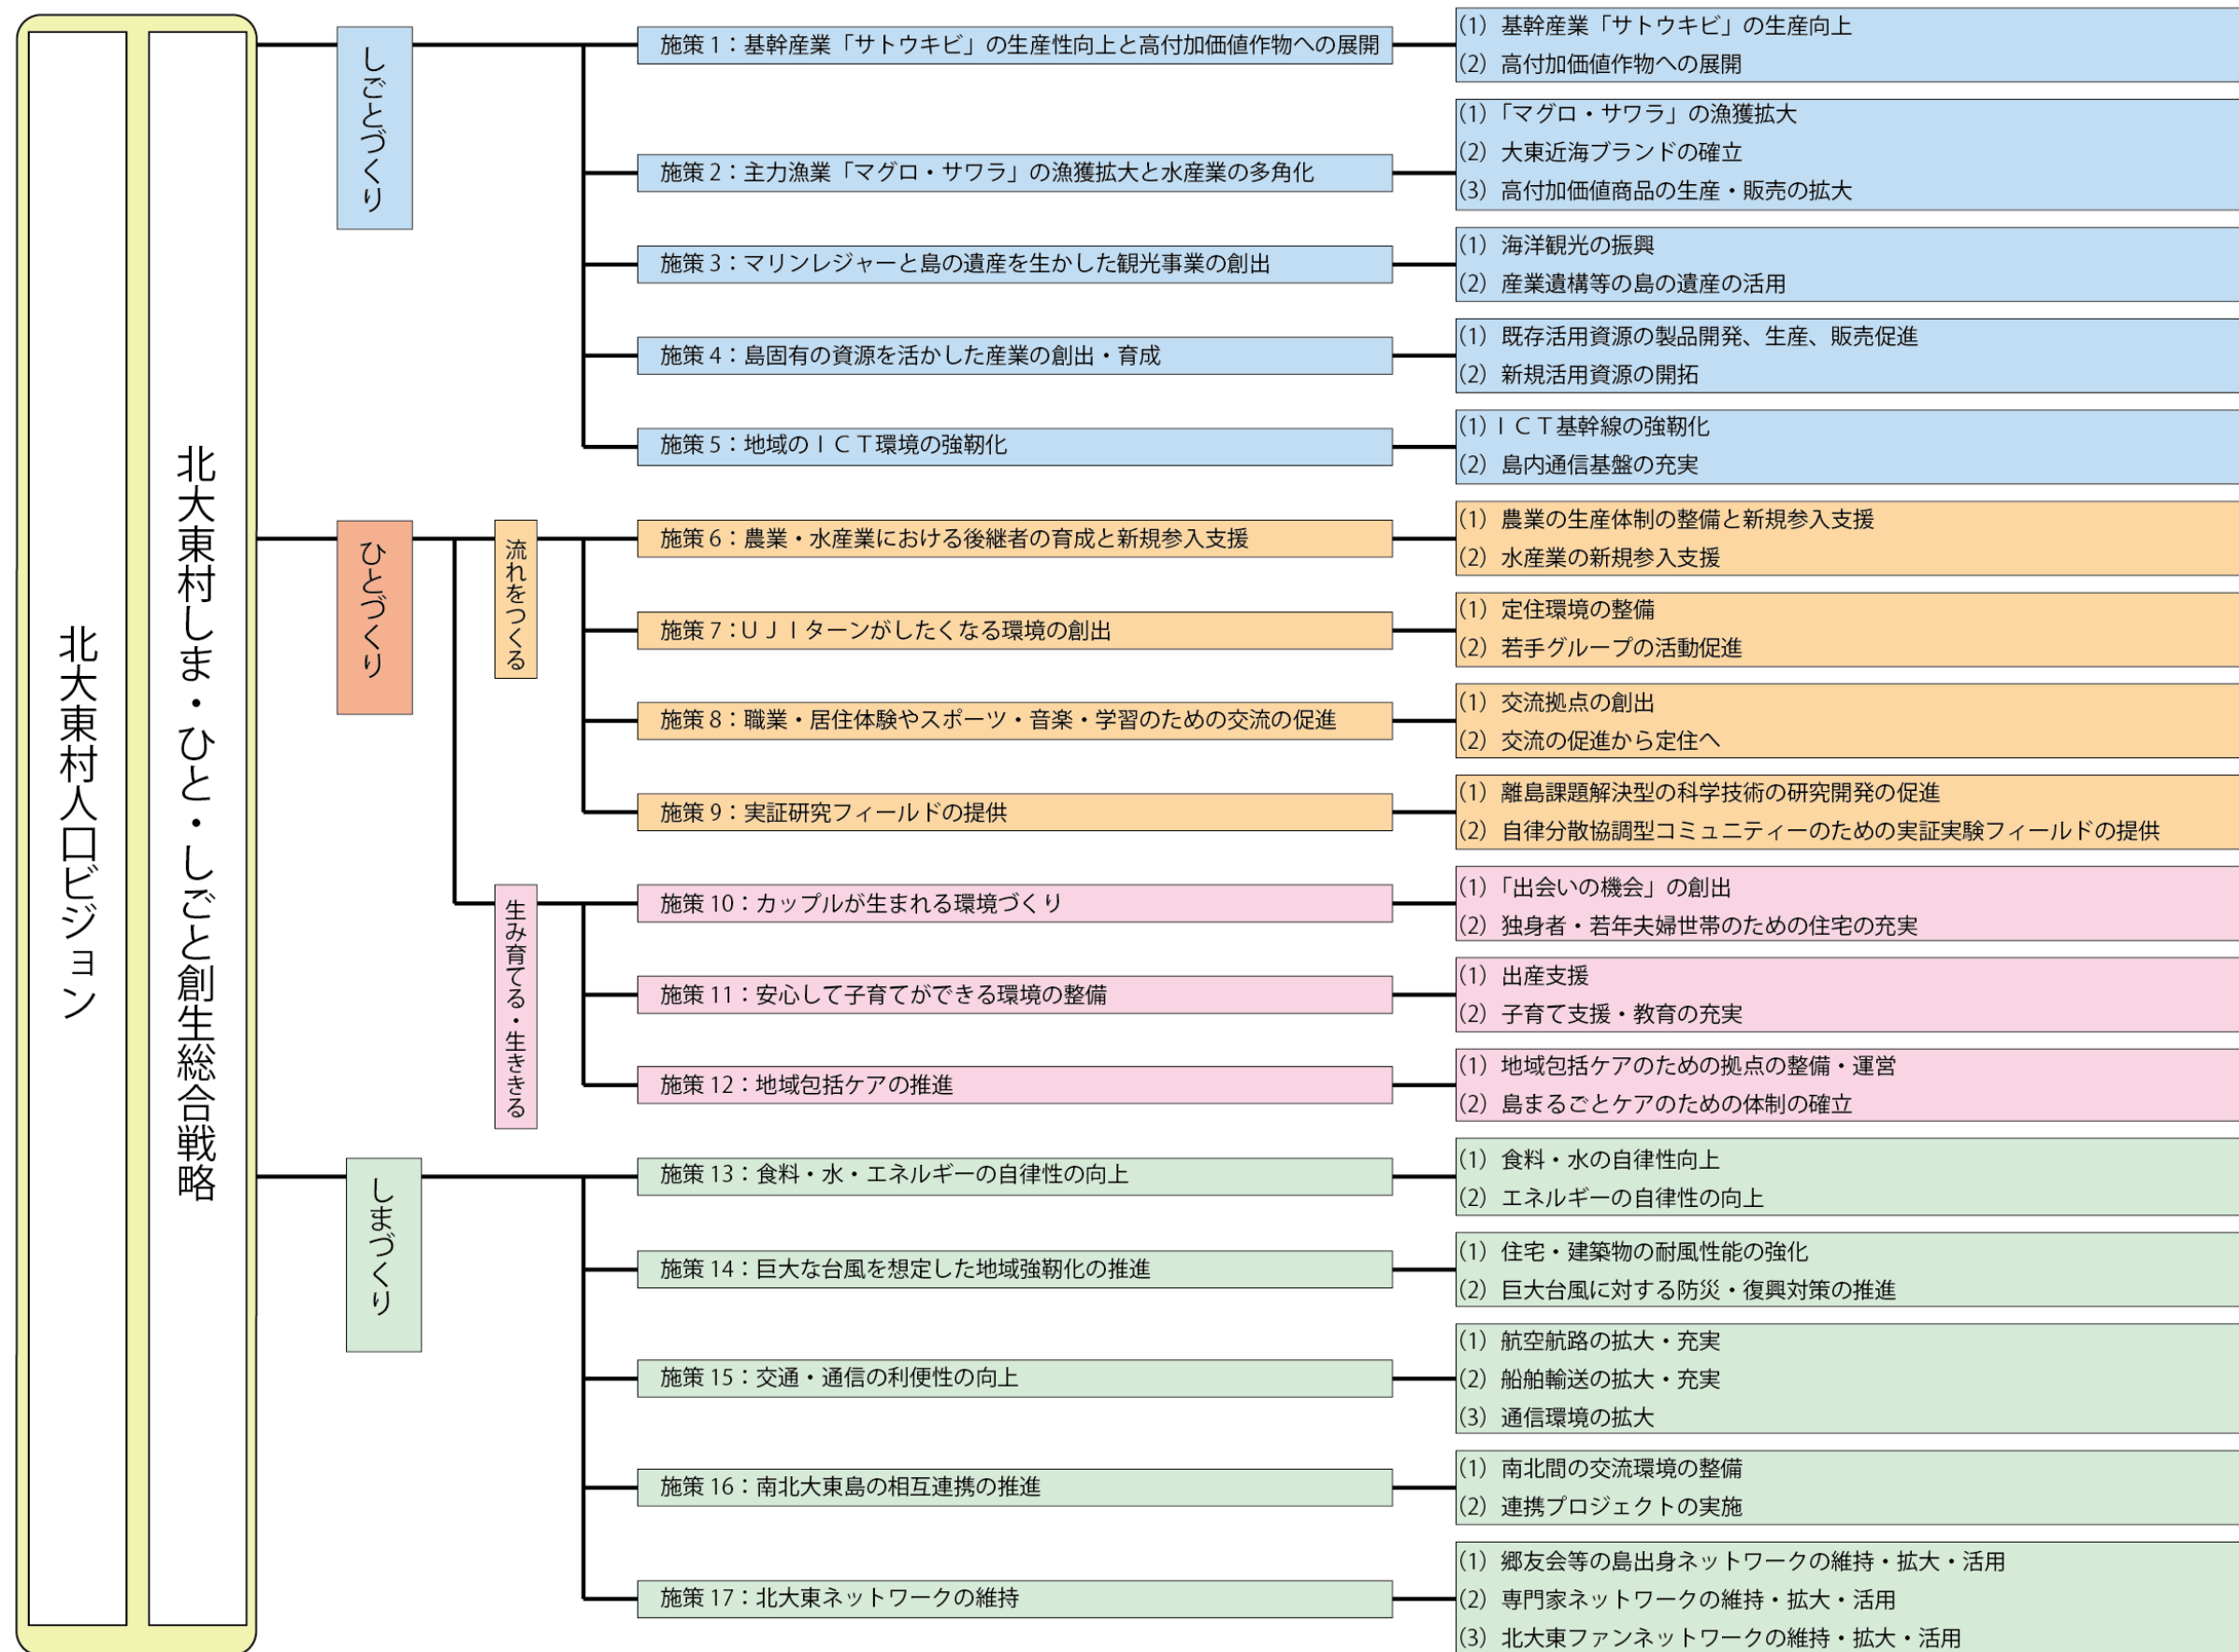 北大東村人口ビジョン
北大東村しま・ひと・しごと創生総合戦略
しごとづくり
施策 1：基幹産業「サトウキビ」の生産性向上と高付加価値作物への展開
(1) 基幹産業「サトウキビ」の生産向上
(2) 高付加価値作物への展開
施策 2：主力漁業「マグロ・サワラ」の漁獲拡大と水産業の多角化
(1)「マグロ・サワラ」の漁獲拡大
(2) 大東近海ブランドの確立
(3) 高付加価値商品の生産・販売の拡大
施策 3：マリンレジャーと島の遺産を生かした観光事業の創出
(1) 海洋観光の振興
(2) 産業遺構等の島の遺産の活用
施策 4：島固有の資源を活かした産業の創出・育成
(1) 既存活用資源の製品開発、生産、販売促進
(2) 新規活用資源の開拓
施策 5：地域のＩＣＴ環境の強靭化
(1) ＩＣＴ基幹線の強靭化
(2) 島内通信基盤の充実
ひとづくり
流れをつくる
施策 6：農業・水産業における後継者の育成と新規参入支援
(1) 農業の生産体制の整備と新規参入支援
(2) 水産業の新規参入支援
施策 7：ＵＪＩターンがしたくなる環境の創出
(1) 定住環境の整備
(2) 若手グループの活動促進
施策 8：職業・居住体験やスポーツ・音楽・学習のための交流の促進
(1) 交流拠点の創出
(2) 交流の促進から定住へ
施策 9：実証研究フィールドの提供
(1) 離島課題解決型の科学技術の研究開発の促進
(2) 自律分散協調型コミュニティーのための実証実験フィールドの提供
生み育てる・生ききる
施策 10：カップルが生まれる環境づくり
(1)「出会いの機会」の創出
(2) 独身者・若年夫婦世帯のための住宅の充実
施策 11：安心して子育てができる環境の整備
(1) 出産支援
(2) 子育て支援・教育の充実
施策 12：地域包括ケアの推進
(1) 地域包括ケアのための拠点の整備・運営
(2) 島まるごとケアのための体制の確立
しまづくり
施策 13：食料・水・エネルギーの自律性の向上
(1) 食料・水の自律性向上
(2) エネルギーの自律性の向上
施策 14：巨大な台風を想定した地域強靭化の推進
(1) 住宅・建築物の耐風性能の強化
(2) 巨大台風に対する防災・復興対策の推進
施策 15：交通・通信の利便性の向上
(1) 航空航路の拡大・充実
(2) 船舶輸送の拡大・充実
(3) 通信環境の拡大
施策 16：南北大東島の相互連携の推進
(1) 南北間の交流環境の整備
(2) 連携プロジェクトの実施
施策 17：北大東ネットワークの維持
(1) 郷友会等の島出身ネットワークの維持・拡大・活用
(2) 専門家ネットワークの維持・拡大・活用
(3) 北大東ファンネットワークの維持・拡大・活用